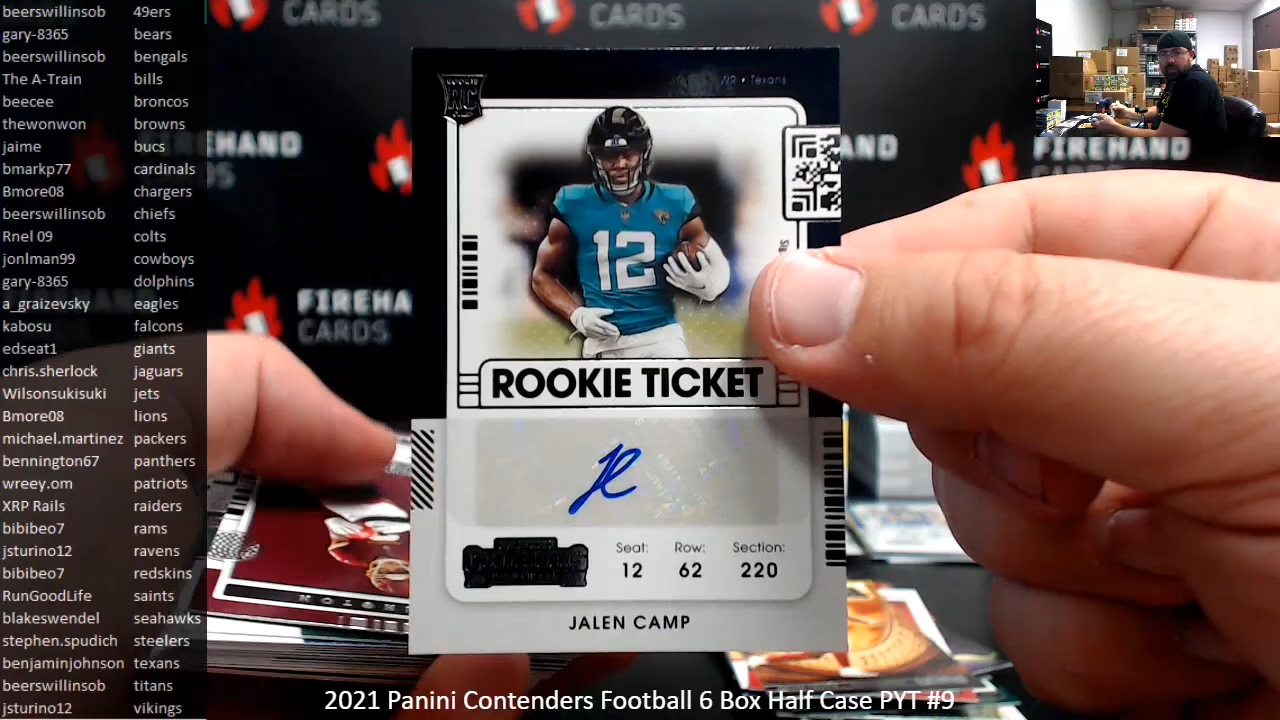 beerswillinsob 49ers
gary-8365 bears
beerswillinsob bengals
The A-Train bills
beecee broncos
thewonwon browns
jaime bucs
bmarkp77 cardinals
Bmore08 chargers
beerswillinsob chiefs
Rnel 09 colts
jonlman99 cowboys
gary-8365 dolphins
a_graizevsky eagles
kabosu falcons
edseat1 giants
chris.sherlock jaguars
Wilsonsukisuki jets
Bmore08 lions
michael.martinez packers
bennington67 panthers
wreey.om patriots
XRP Rails raiders
bibibeo7 rams
jsturino12 ravens
bibibeo7 redskins
RunGoodLife saints
blakeswendel seahawks
stephen.spudich steelers
benjaminjohnson texans
beerswillinsob titans
jsturino12 vikings
CARDS
CARDS
CARDS
FIREHAND
FIREHA
CARDS
WR • Texans
RC
12
ROOKIE TICKET
JC
Seat: Row: Section:
12 62 220
JALEN CAMP
2021 Panini Contenders Football 6 Box Half Case PYT #9